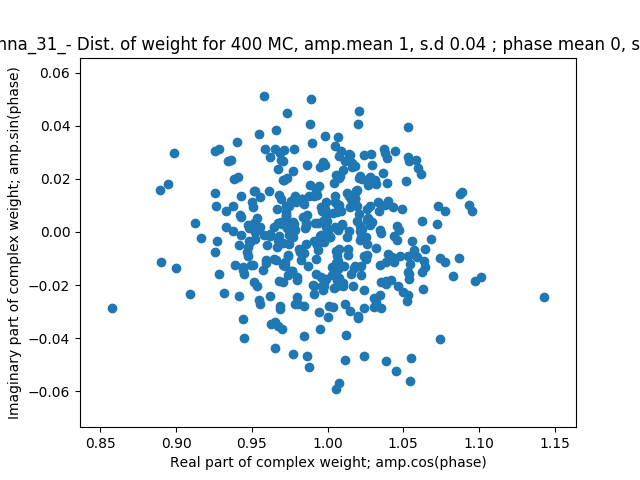 nna_31_- Dist. of weight for 400 MC, amp.mean 1, s.d 0.04 ; phase mean 0, s
0.06
0.04
0.02
0.00
−0.02
−0.04
−0.06
Imaginary part of complex weight; amp.sin(phase)
0.85 0.90 0.95 1.00 1.05 1.10 1.15
Real part of complex weight; amp.cos(phase)